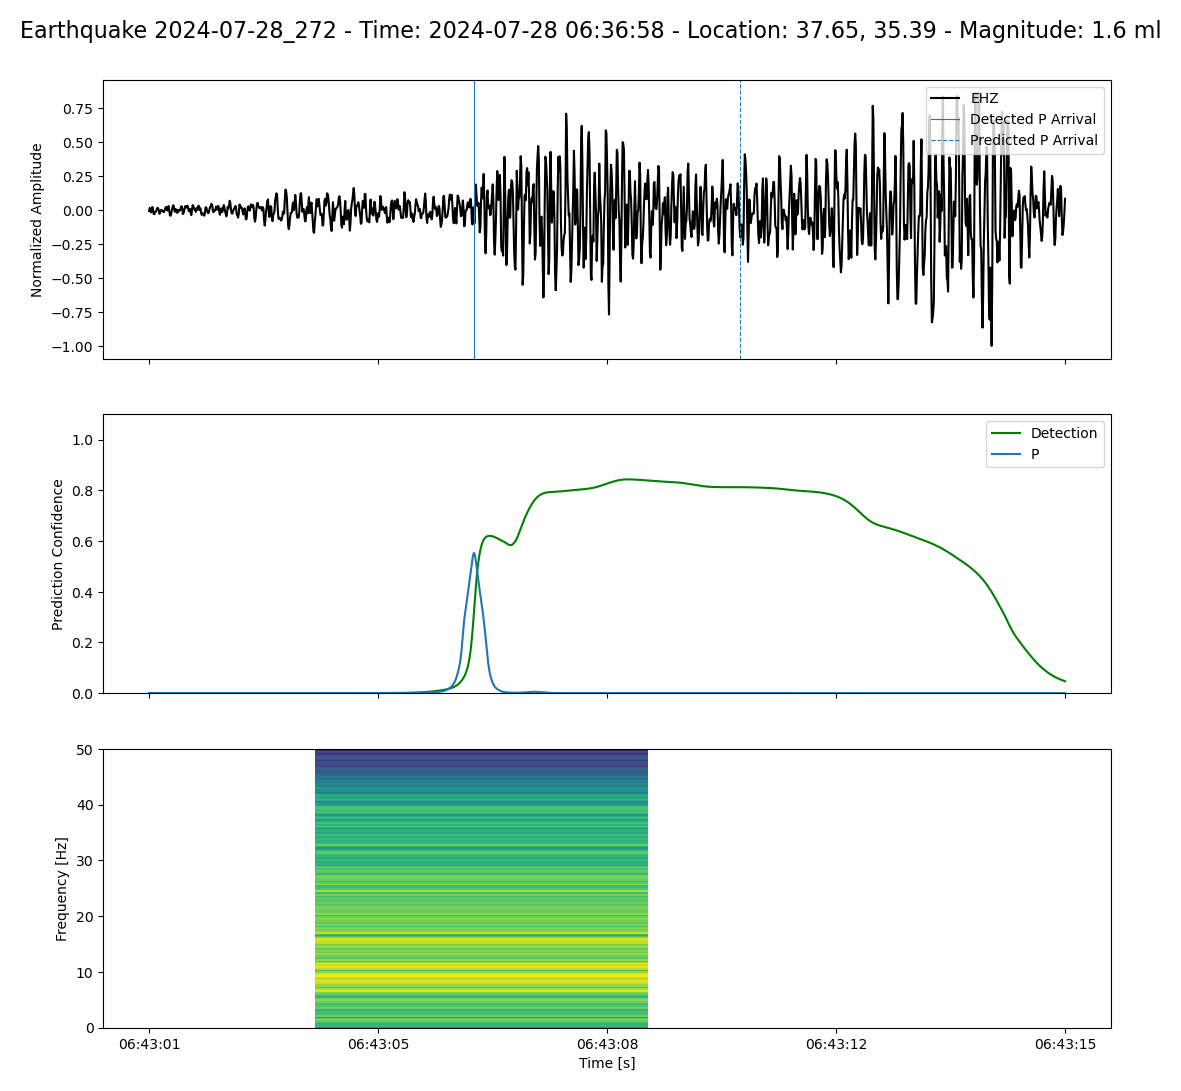 Earthquake 2024-07-28_272 - Time: 2024-07-28 06:36:58 - Location: 37.65, 35.39 - Magnitude: 1.6 ml
Normalized Amplitude
0.75
0.50
0.25
0.00
−0.25
−0.50
−0.75
−1.00
EHZ
Detected P Arrival
Predicted P Arrival
Prediction Confidence
1.0
0.8
0.6
0.4
0.2
0.0
Detection
P
Frequency [Hz]
50
40
30
20
10
0
06:43:01 06:43:05 06:43:08 06:43:12 06:43:15
Time [s]